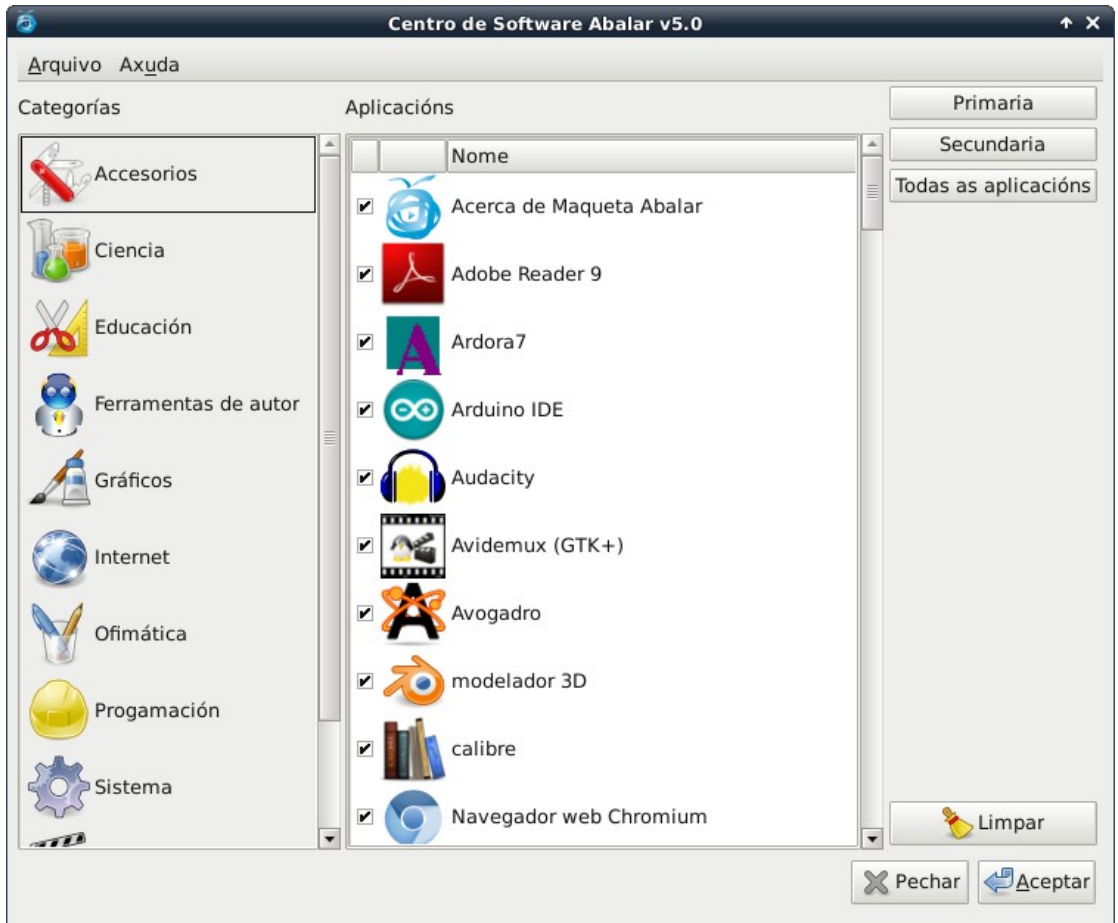 Centro de Software Abalar v5.0
Arquivo Axuda
Categorías
Accesorios
Ciencia
Educación
Ferramentas de autor
Gráficos
Internet
Ofimática
Progamación
Sistema
Aplicacións
Nome
Acerca de Maqueta Abalar
Adobe Reader 9
Ardora7
Arduino IDE
Audacity
Avidemux (GTK+)
Avogadro
modelador 3D
calibre
Navegador web Chromium
Primaria
Secundaria
Todas as aplicacións
Limpar
Pechar
Aceptar